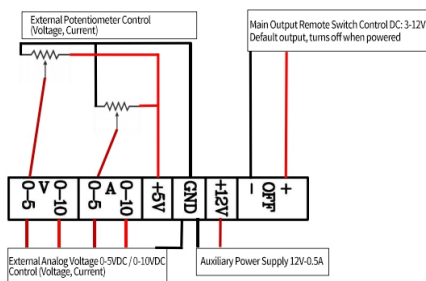 External Potentiometer Control
(Voltage, Current)
Main Output Remote Switch Control DC: 3-12V
Default output, turns off when powered
0-5 V 0-10 0-5 A 0-10 +5V GND +12V - OFF +
External Analog Voltage 0-5VDC / 0-10VDC
Control (Voltage, Current)
Auxiliary Power Supply 12V-0.5A